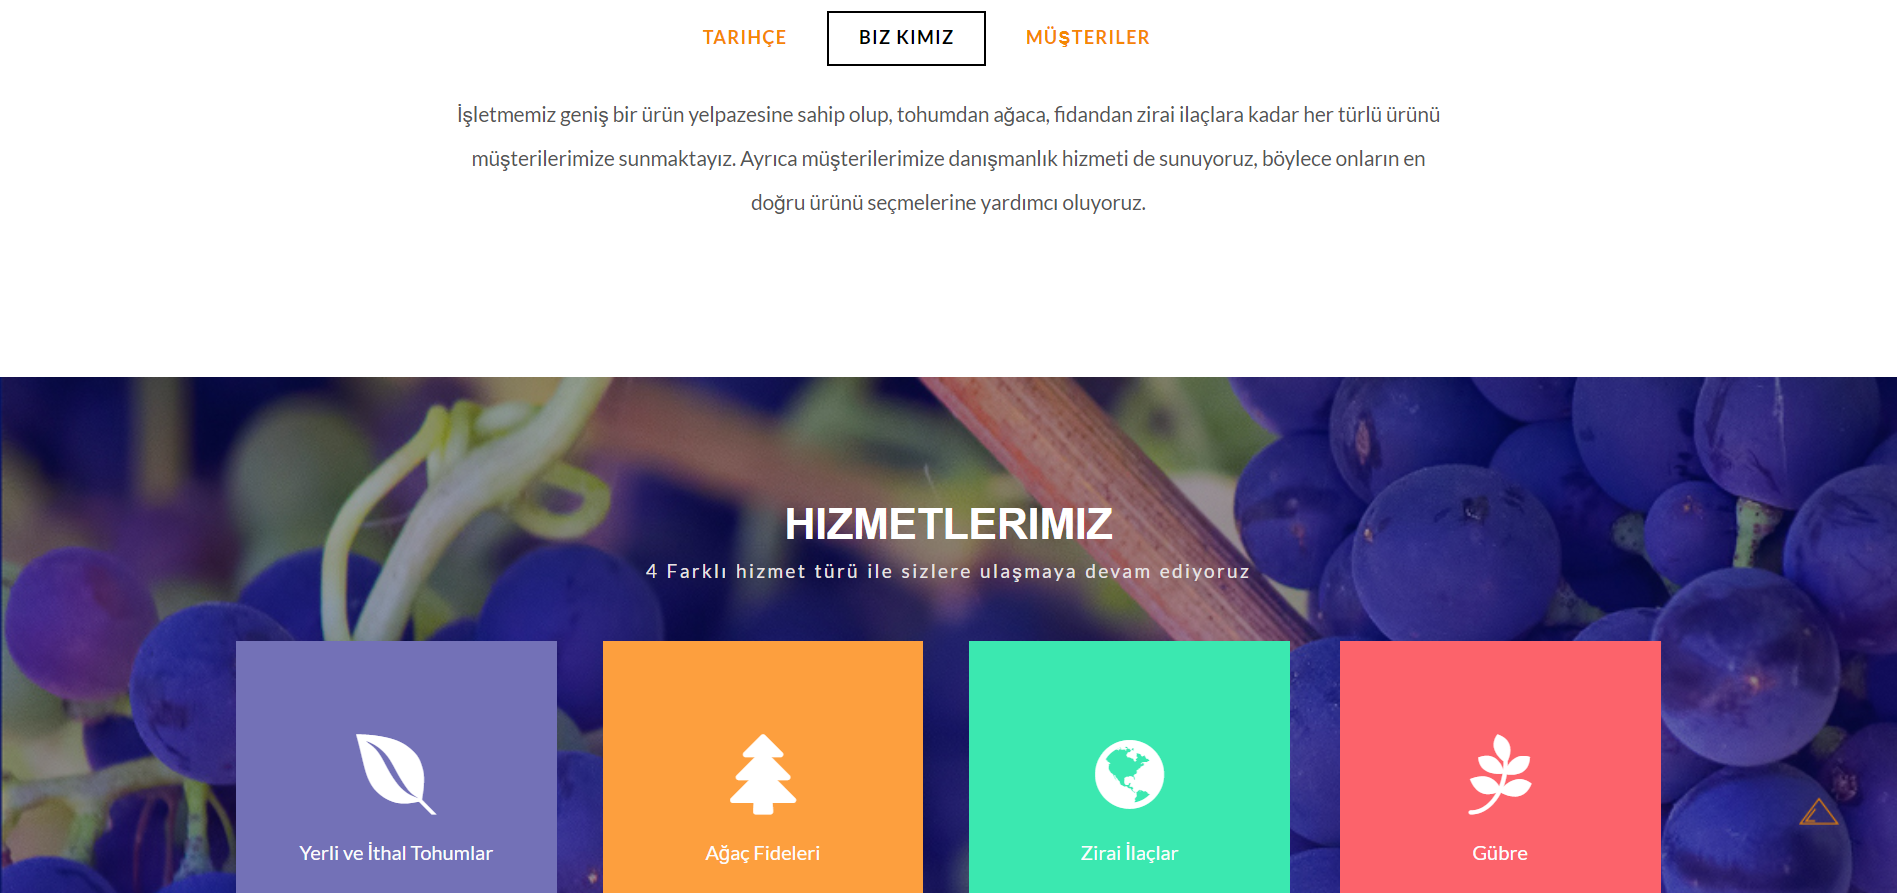 TARIHÇE
BIZ KIMIZ
MÜŞTERILER
İşletmemiz geniş bir ürün yelpazesine sahip olup, tohumdan ağaca, fidandan zirai ilaçlara kadar her türlü ürünü
müşterilerimize sunmaktayız. Ayrıca müşterilerimize danışmanlık hizmeti de sunuyoruz, böylece onların en
doğru ürünü seçmelerine yardımcı oluyoruz.
HIZMETLERIMIZ
4 Farklı hizmet türü ile sizlere ulaşmaya devam ediyoruz
Yerli ve İthal Tohumlar
Ağaç Fideleri
Zirai İlaçlar
Gübre